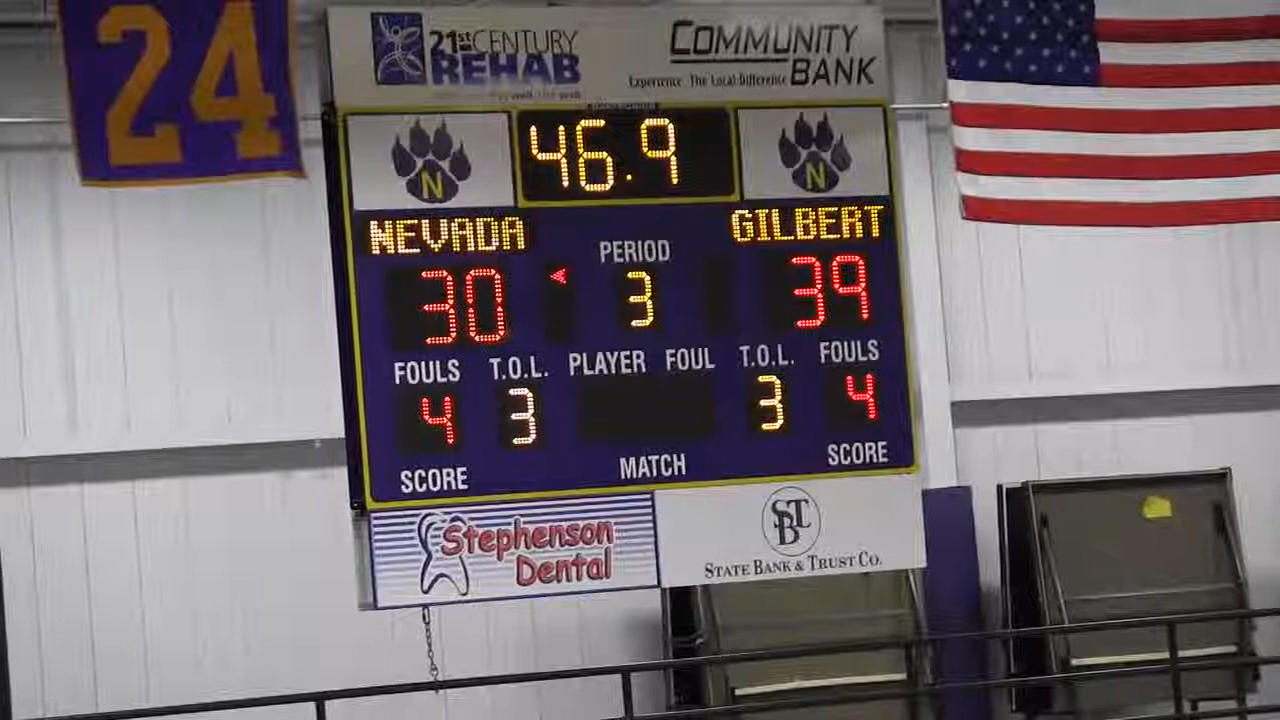 24
21st CENTURY
REHAB
COMMUNITY
BANK
Experience The Local Difference
46.9
N
N
NEVADA
GILBERT
PERIOD
30
3
39
FOULS
T.O.L.
PLAYER
FOUL
T.O.L.
FOULS
4
3
3
4
SCORE
MATCH
SCORE
Stephenson
Dental
STB
STATE BANK & TRUST CO.